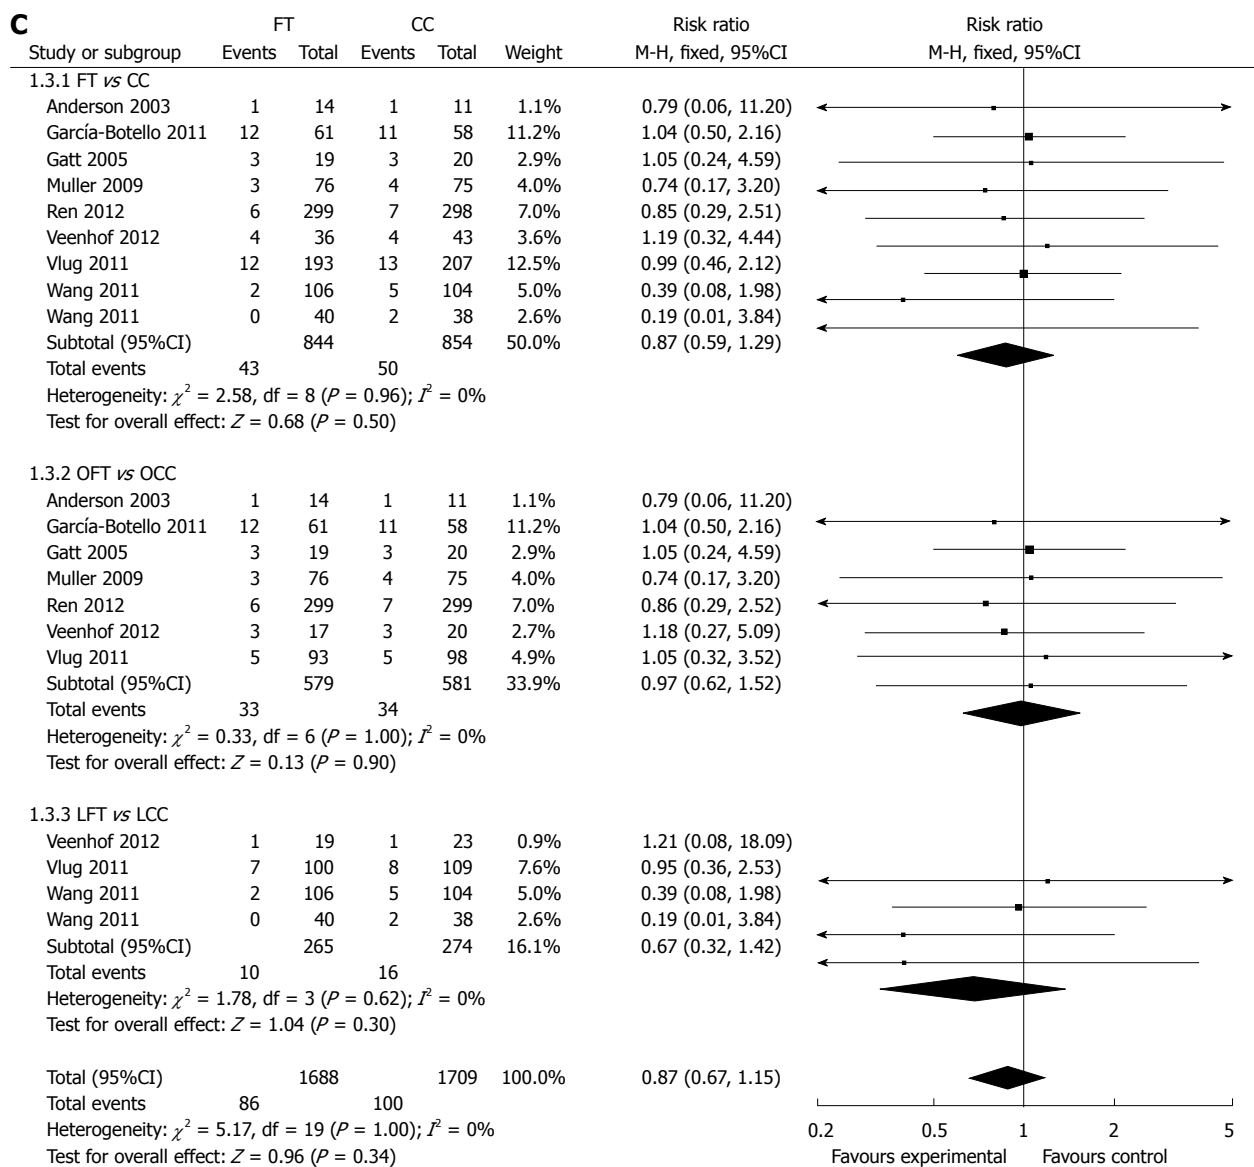 C
FT CC Risk ratio Risk ratio
Study or subgroup Events Total Events Total Weight M-H, fixed, 95%CI M-H, fixed, 95%CI
1.3.1 FT vs CC
Anderson 2003 1 14 1 11 1.1% 0.79 (0.06, 11.20)
García-Botello 2011 12 61 11 58 11.2% 1.04 (0.50, 2.16)
Gatt 2005 3 19 3 20 2.9% 1.05 (0.24, 4.59)
Muller 2009 3 76 4 75 4.0% 0.74 (0.17, 3.20)
Ren 2012 6 299 7 298 7.0% 0.85 (0.29, 2.51)
Veenhof 2012 4 36 4 43 3.6% 1.19 (0.32, 4.44)
Vlug 2011 12 193 13 207 12.5% 0.99 (0.46, 2.12)
Wang 2011 2 106 5 104 5.0% 0.39 (0.08, 1.98)
Wang 2011 0 40 2 38 2.6% 0.19 (0.01, 3.84)
Subtotal (95%CI) 844 854 50.0% 0.87 (0.59, 1.29)
Total events 43 50
Heterogeneity: χ² = 2.58, df = 8 (P = 0.96); I² = 0%
Test for overall effect: Z = 0.68 (P = 0.50)
1.3.2 OFT vs OCC
Anderson 2003 1 14 1 11 1.1% 0.79 (0.06, 11.20)
García-Botello 2011 12 61 11 58 11.2% 1.04 (0.50, 2.16)
Gatt 2005 3 19 3 20 2.9% 1.05 (0.24, 4.59)
Muller 2009 3 76 4 75 4.0% 0.74 (0.17, 3.20)
Ren 2012 6 299 7 299 7.0% 0.86 (0.29, 2.52)
Veenhof 2012 3 17 3 20 2.7% 1.18 (0.27, 5.09)
Vlug 2011 5 93 5 98 4.9% 1.05 (0.32, 3.52)
Subtotal (95%CI) 579 581 33.9% 0.97 (0.62, 1.52)
Total events 33 34
Heterogeneity: χ² = 0.33, df = 6 (P = 1.00); I² = 0%
Test for overall effect: Z = 0.13 (P = 0.90)
1.3.3 LFT vs LCC
Veenhof 2012 1 19 1 23 0.9% 1.21 (0.08, 18.09)
Vlug 2011 7 100 8 109 7.6% 0.95 (0.36, 2.53)
Wang 2011 2 106 5 104 5.0% 0.39 (0.08, 1.98)
Wang 2011 0 40 2 38 2.6% 0.19 (0.01, 3.84)
Subtotal (95%CI) 265 274 16.1% 0.67 (0.32, 1.42)
Total events 10 16
Heterogeneity: χ² = 1.78, df = 3 (P = 0.62); I² = 0%
Test for overall effect: Z = 1.04 (P = 0.30)
Total (95%CI) 1688 1709 100.0% 0.87 (0.67, 1.15)
Total events 86 100
Heterogeneity: χ² = 5.17, df = 19 (P = 1.00); I² = 0%
0.2 0.5 1 2 5
Test for overall effect: Z = 0.96 (P = 0.34)
Favours experimental Favours control